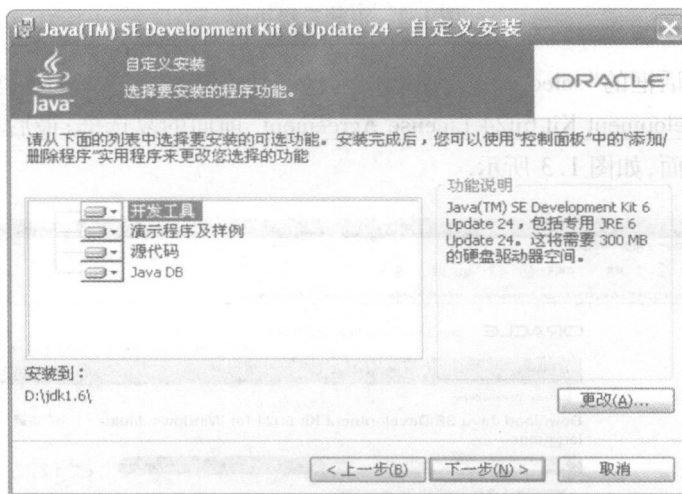 Java(TM) SE Development Kit 6 Update 24 - 自定义安装
Java
自定义安装
选择要安装的程序功能。
ORACLE
请从下面的列表中选择要安装的可选功能。安装完成后，您可以使用"控制面板"中的"添加/
删除程序"实用程序来更改您选择的功能
开发工具
演示程序及样例
源代码
Java DB
功能说明
Java(TM) SE Development Kit 6
Update 24，包括专用 JRE 6
Update 24。这将需要 300 MB
的硬盘驱动器空间。
安装到：
D:\jdk1.6\
更改(A)...
< 上一步(B)
下一步(N) >
取消